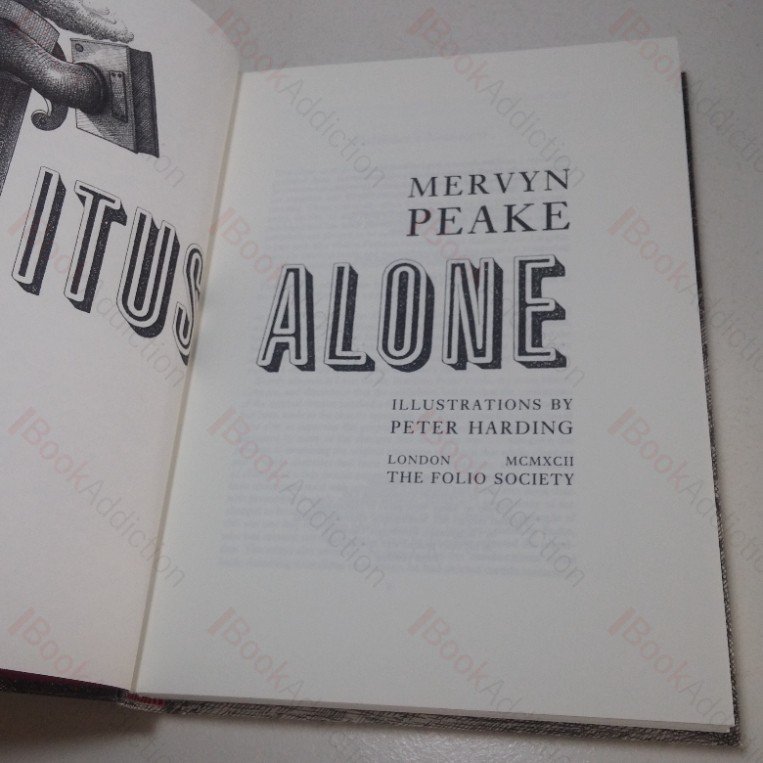 ITUS
MERVYN
PEAKE
ALONE
ILLUSTRATIONS BY
PETER HARDING
LONDON MCMXCII
THE FOLIO SOCIETY
BookAddiction